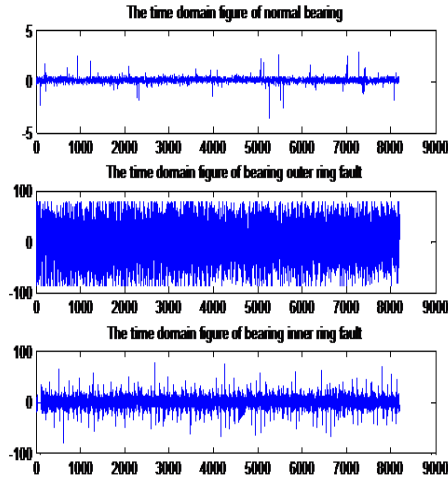 The time domain figure of normal bearing
5
0
-5
0 1000 2000 3000 4000 5000 6000 7000 8000 9000
The time domain figure of bearing outer ring fault
100
0
-100
0 1000 2000 3000 4000 5000 6000 7000 8000 9000
The time domain figure of bearing inner ring fault
100
0
-100
0 1000 2000 3000 4000 5000 6000 7000 8000 9000